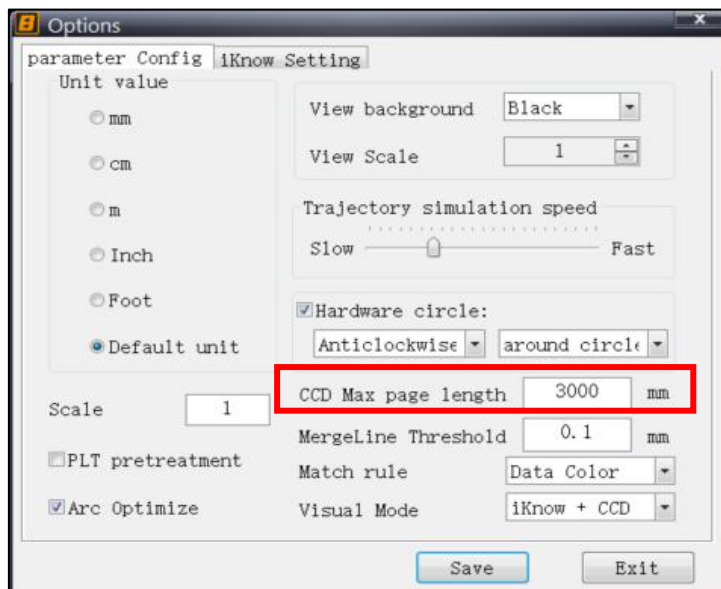 Options
parameter Config iKnow Setting
Unit value
mm
cm
m
Inch
Foot
Default unit
Scale 1
PLT pretreatment
Arc Optimize
View background Black
View Scale 1
Trajectory simulation speed
Slow Fast
Hardware circle:
Anticlockwise around circle
CCD Max page length 3000 mm
MergeLine Threshold 0.1 mm
Match rule Data Color
Visual Mode iKnow + CCD
Save Exit